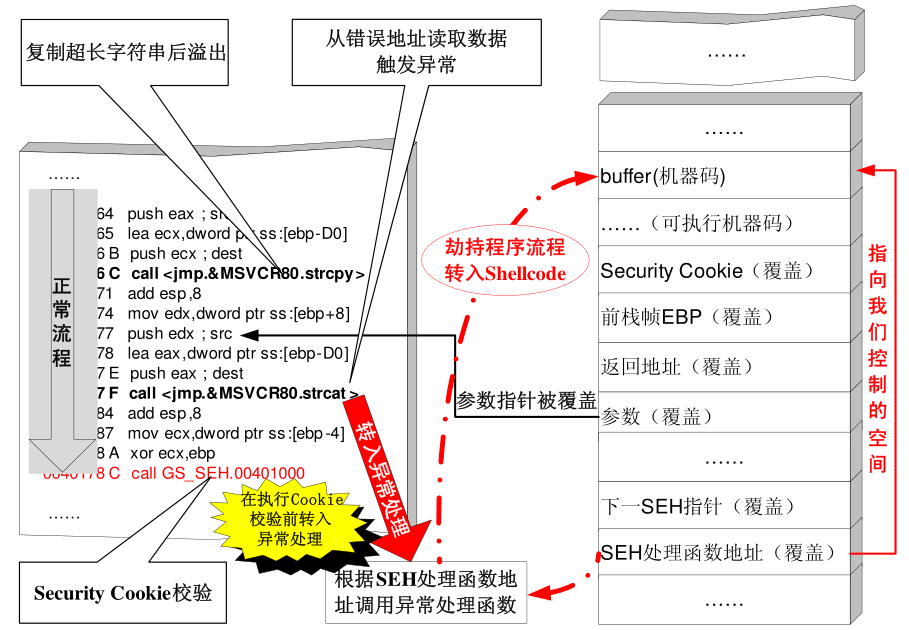 复制超长字符串后溢出
从错误地址读取数据
触发异常
……
64 push eax ; src
65 lea ecx,dword ptr ss:[ebp-D0]
6 B push ecx ; dest
6 C call <jmp.&MSVCR80.strcpy>
71 add esp,8
74 mov edx,dword ptr ss:[ebp+8]
77 push edx ; src
78 lea eax,dword ptr ss:[ebp-D0]
7 E push eax ; dest
7 F call <jmp.&MSVCR80.strcat>
84 add esp,8
87 mov ecx,dword ptr ss:[ebp-4]
8 A xor ecx,ebp
0040178 C call GS_SEH.00401000
……
正常流程
Security Cookie校验
在执行Cookie
校验前转入
异常处理
转入异常处理
根据SEH处理函数地
址调用异常处理函数
劫持程序流程
转入Shellcode
参数指针被覆盖
……
……
buffer(机器码)
……（可执行机器码）
Security Cookie（覆盖）
前栈帧EBP（覆盖）
返回地址（覆盖）
参数（覆盖）
……
下一SEH指针（覆盖）
SEH处理函数地址（覆盖）
……
指向我们控制的空间